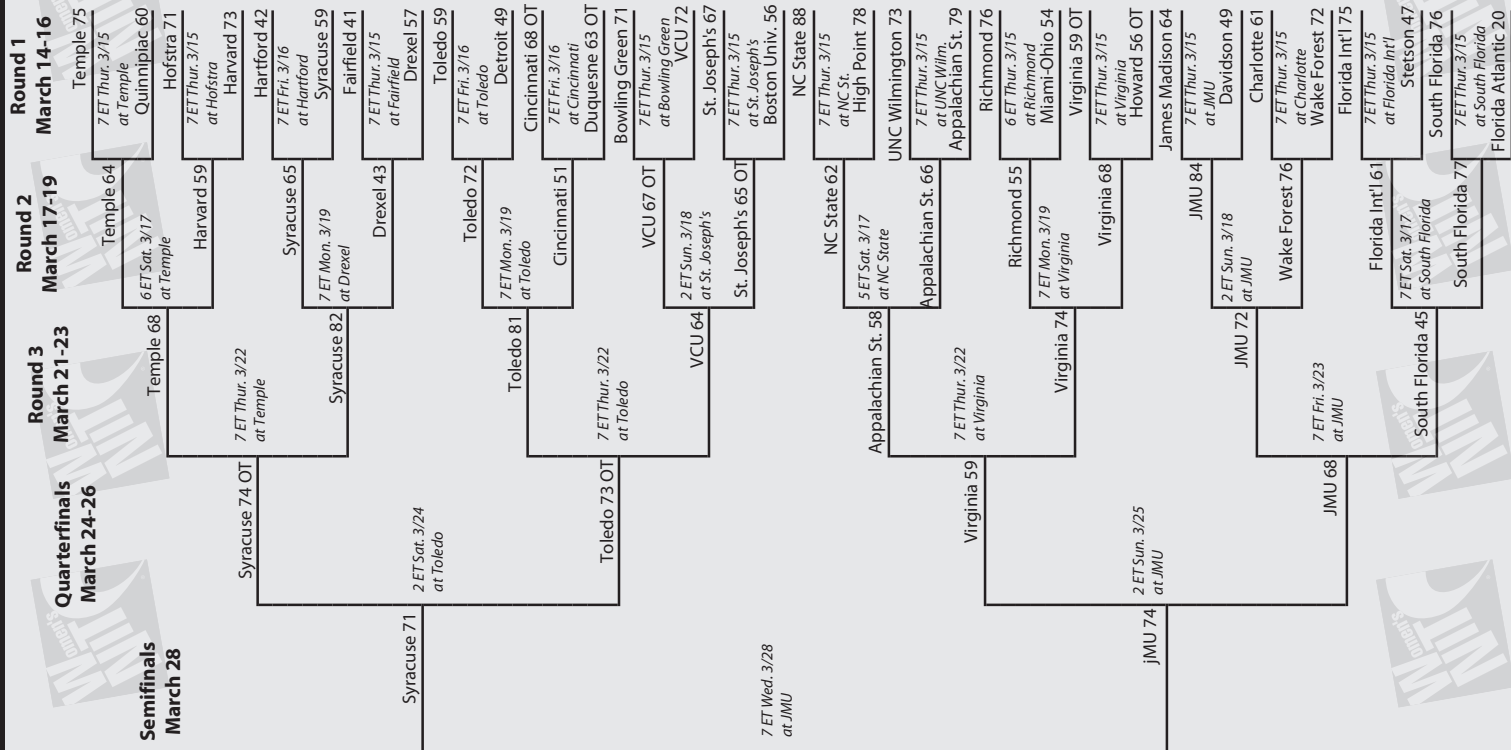 Round 1
March 14-16
Temple 75
7 ET Thur. 3/15
at Temple
Quinnipiac 60
Hofstra 71
7 ET Thur. 3/15
at Hofstra
Harvard 73
Hartford 42
7 ET Fri. 3/16
at Hartford
Syracuse 59
Fairfield 41
7 ET Thur. 3/15
at Fairfield
Drexel 57
Toledo 59
7 ET Fri. 3/16
at Toledo
Detroit 49
Cincinnati 68 OT
7 ET Fri. 3/16
at Cincinnati
Duquesne 63 OT
Bowling Green 71
7 ET Thur. 3/15
at Bowling Green
VCU 72
St. Joseph's 67
7 ET Thur. 3/15
at St. Joseph's
Boston Univ. 56
NC State 88
7 ET Thur. 3/15
at NC St.
High Point 78
UNC Wilmington 73
7 ET Thur. 3/15
at UNC Wilm.
Appalachian St. 79
Richmond 76
6 ET Thur. 3/15
at Richmond
Miami-Ohio 54
Virginia 59 OT
7 ET Thur. 3/15
at Virginia
Howard 56 OT
James Madison 64
7 ET Thur. 3/15
at JMU
Davidson 49
Charlotte 61
7 ET Thur. 3/15
at Charlotte
Wake Forest 72
Florida Int'l 75
7 ET Thur. 3/15
at Florida Int'l
Stetson 47
South Florida 76
7 ET Thur. 3/15
at South Florida
Florida Atlantic 20
Round 2
March 17-19
Temple 64
6 ET Sat. 3/17
at Temple
Harvard 59
Syracuse 65
7 ET Mon. 3/19
at Drexel
Drexel 43
Toledo 72
7 ET Mon. 3/19
at Toledo
Cincinnati 51
VCU 67 OT
2 ET Sun. 3/18
at St. Joseph's
St. Joseph's 65 OT
NC State 62
5 ET Sat. 3/17
at NC State
Appalachian St. 66
Richmond 55
7 ET Mon. 3/19
at Virginia
Virginia 68
JMU 84
2 ET Sun. 3/18
at JMU
Wake Forest 76
Florida Int'l 61
7 ET Sat. 3/17
at South Florida
South Florida 77
Round 3
March 21-23
Temple 68
7 ET Thur. 3/22
at Temple
Syracuse 82
Toledo 81
7 ET Thur. 3/22
at Toledo
VCU 64
Appalachian St. 58
7 ET Thur. 3/22
at Virginia
Virginia 74
JMU 72
7 ET Fri. 3/23
at JMU
South Florida 45
Quarterfinals
March 24-26
Syracuse 74 OT
2 ET Sat. 3/24
at Toledo
Toledo 73 OT
Virginia 59
2 ET Sun. 3/25
at JMU
JMU 68
Semifinals
March 28
Syracuse 71
7 ET Wed. 3/28
at JMU
jMU 74
Women's
WNIT
Women's
WNIT
Women's
WNIT
Women's
WNIT
Women's
WNIT
Women's
WNIT